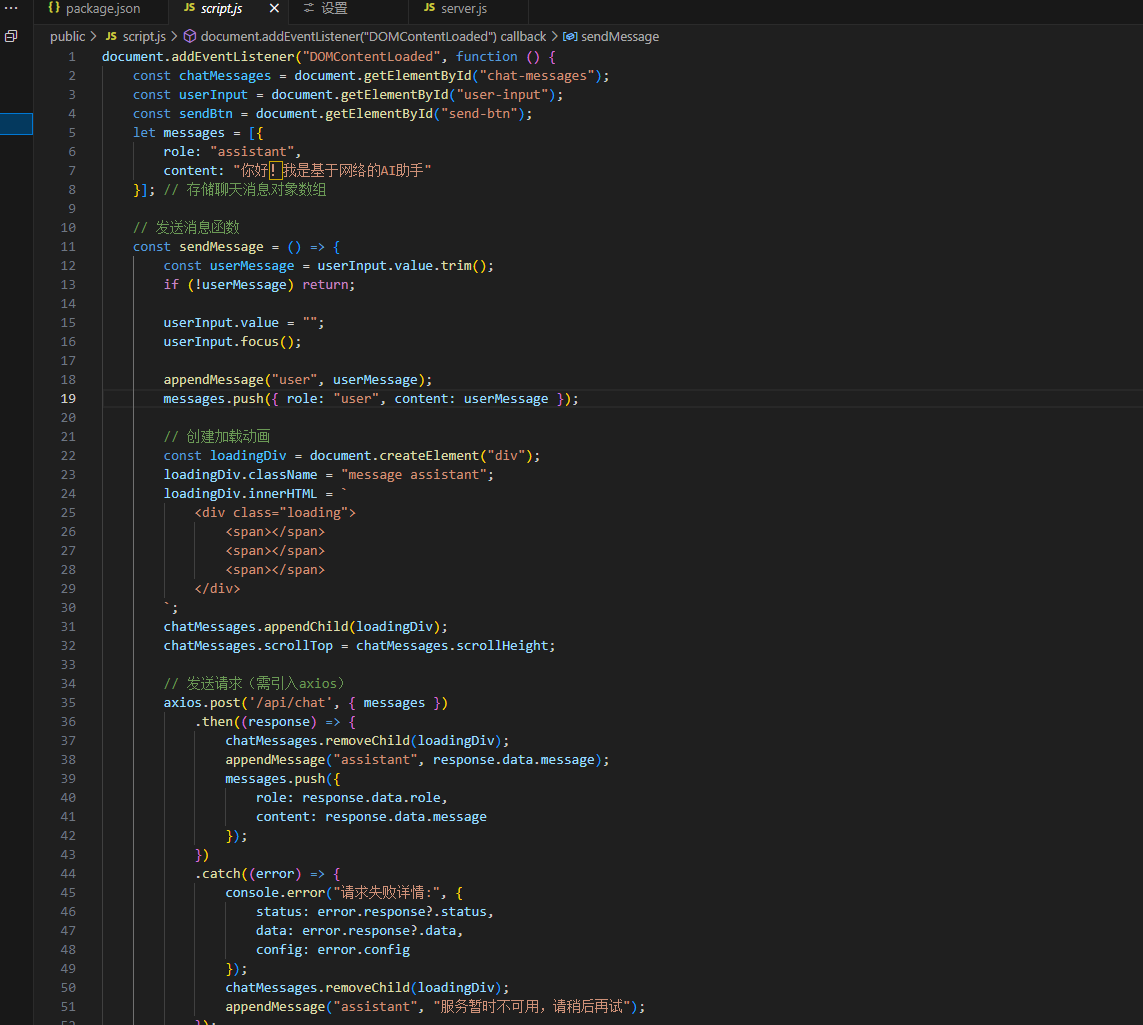 ··· {} package.json JS script.js × 设置 JS server.js
public > JS script.js > document.addEventListener("DOMContentLoaded") callback > sendMessage
1 document.addEventListener("DOMContentLoaded", function () {
2 const chatMessages = document.getElementById("chat-messages");
3 const userInput = document.getElementById("user-input");
4 const sendBtn = document.getElementById("send-btn");
5 let messages = [{
6 role: "assistant",
7 content: "你好！我是基于网络的AI助手"
8 }]; // 存储聊天消息对象数组
9
10 // 发送消息函数
11 const sendMessage = () => {
12 const userMessage = userInput.value.trim();
13 if (!userMessage) return;
14
15 userInput.value = "";
16 userInput.focus();
17
18 appendMessage("user", userMessage);
19 messages.push({ role: "user", content: userMessage });
20
21 // 创建加载动画
22 const loadingDiv = document.createElement("div");
23 loadingDiv.className = "message assistant";
24 loadingDiv.innerHTML = `
25 <div class="loading">
26 <span></span>
27 <span></span>
28 <span></span>
29 </div>
30 `;
31 chatMessages.appendChild(loadingDiv);
32 chatMessages.scrollTop = chatMessages.scrollHeight;
33
34 // 发送请求（需引入axios）
35 axios.post('/api/chat', { messages })
36 .then((response) => {
37 chatMessages.removeChild(loadingDiv);
38 appendMessage("assistant", response.data.message);
39 messages.push({
40 role: response.data.role,
41 content: response.data.message
42 });
43 })
44 .catch((error) => {
45 console.error("请求失败详情:", {
46 status: error.response?.status,
47 data: error.response?.data,
48 config: error.config
49 });
50 chatMessages.removeChild(loadingDiv);
51 appendMessage("assistant", "服务暂时不可用，请稍后再试");
52 });